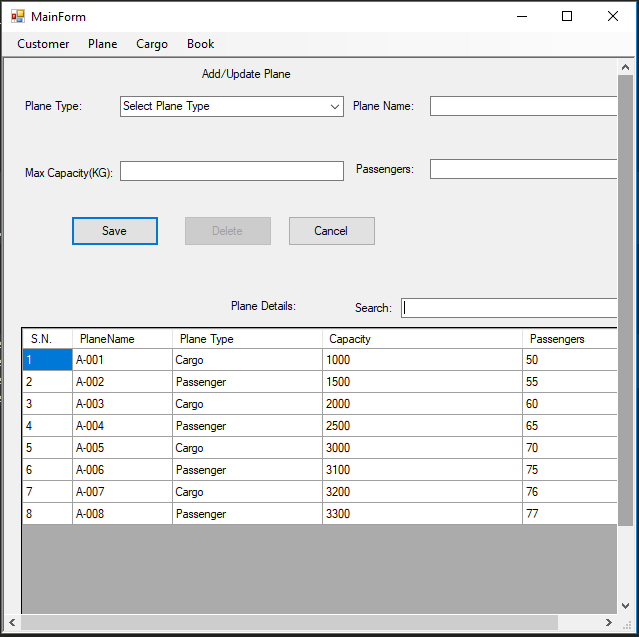 MainForm
Customer Plane Cargo Book
Add/Update Plane
Plane Type: Select Plane Type Plane Name:
Max Capacity(KG): Passengers:
Save Delete Cancel
Plane Details: Search:
S.N. PlaneName Plane Type Capacity Passengers
1 A-001 Cargo 1000 50
2 A-002 Passenger 1500 55
3 A-003 Cargo 2000 60
4 A-004 Passenger 2500 65
5 A-005 Cargo 3000 70
6 A-006 Passenger 3100 75
7 A-007 Cargo 3200 76
8 A-008 Passenger 3300 77